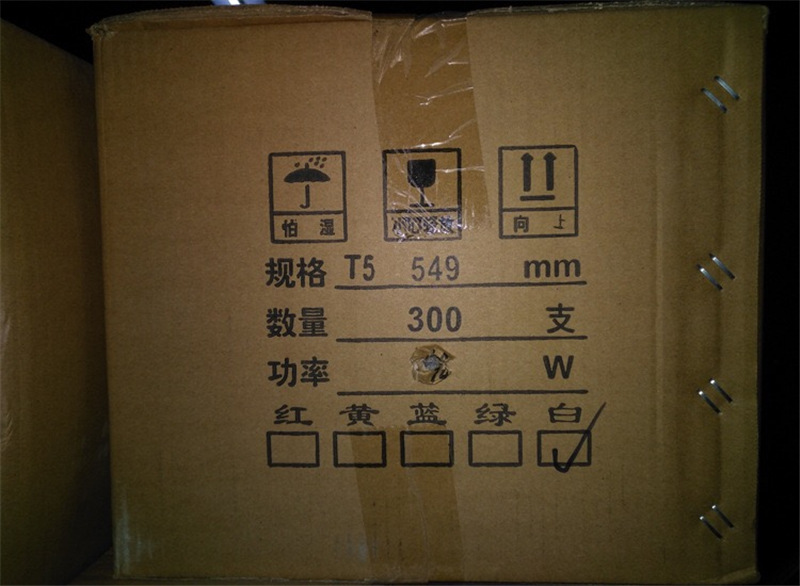 怕 湿 小心轻放 向 上
规格 T5 549 mm
数量 300 支
功率 W
红 黄 蓝 绿 白